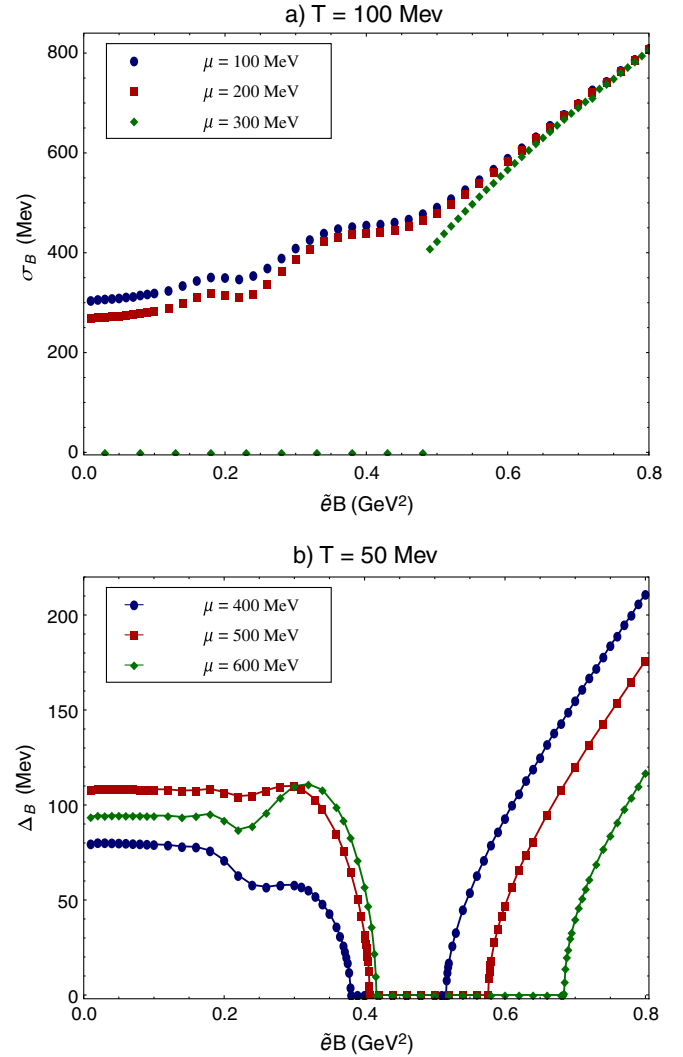 a) T = 100 Mev
800
μ = 100 MeV
μ = 200 MeV
μ = 300 MeV
600
σB (Mev)
400
200
0
0.0 0.2 0.4 0.6 0.8
ẽB (GeV²)
b) T = 50 Mev
200
μ = 400 MeV
μ = 500 MeV
μ = 600 MeV
150
ΔB (Mev)
100
50
0
0.0 0.2 0.4 0.6 0.8
ẽB (GeV²)